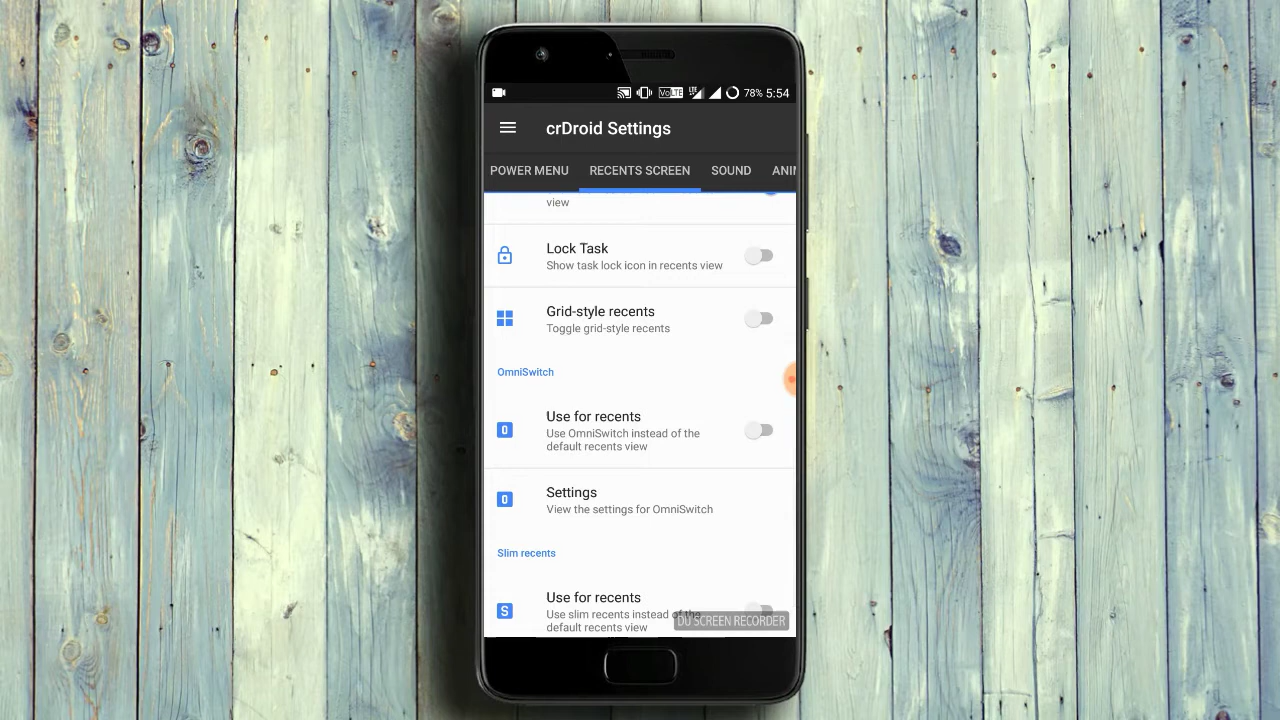 VoLTE LTE 78% 5:54
crDroid Settings
POWER MENU RECENTS SCREEN SOUND ANI
view
Lock Task
Show task lock icon in recents view
Grid-style recents
Toggle grid-style recents
OmniSwitch
Use for recents
Use OmniSwitch instead of the
default recents view
Settings
View the settings for OmniSwitch
Slim recents
Use for recents
Use slim recents instead of the
default recents view
DU SCREEN RECORDER